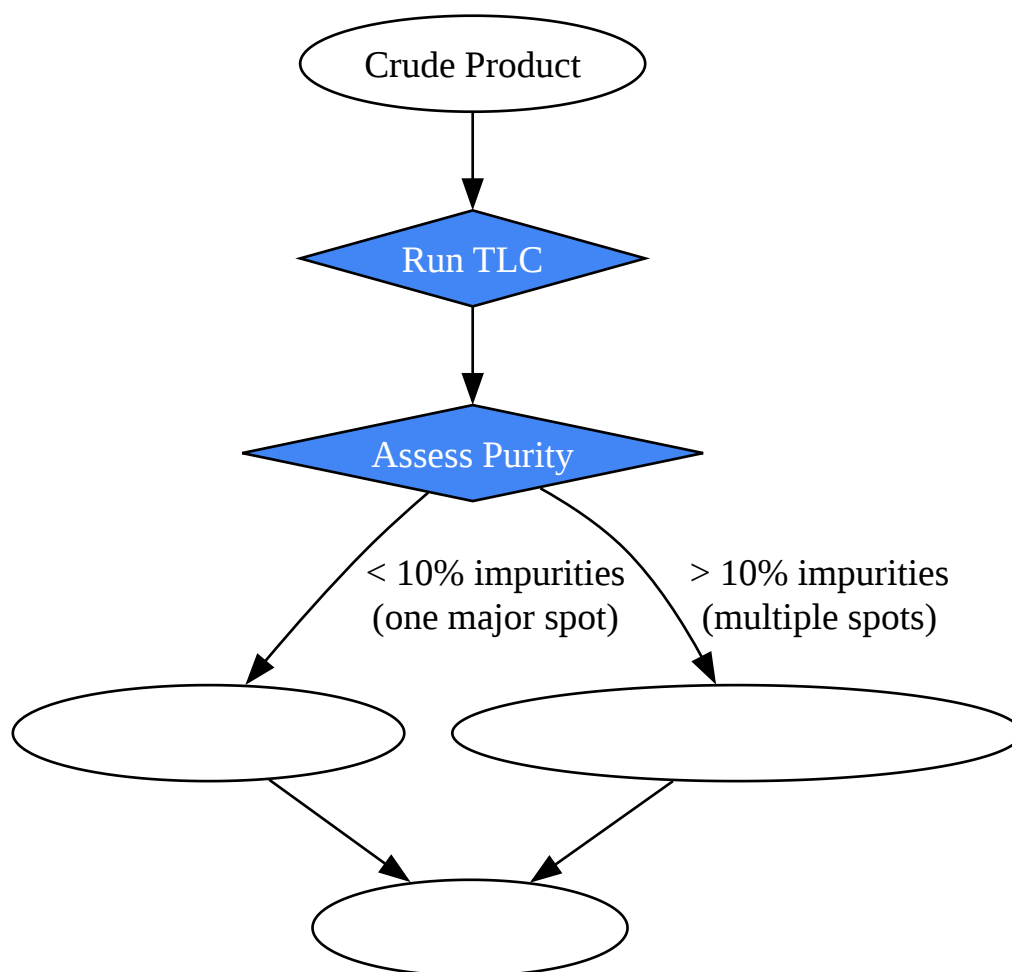 Crude Product
Run TLC
Assess Purity
< 10% impurities
(one major spot)
> 10% impurities
(multiple spots)